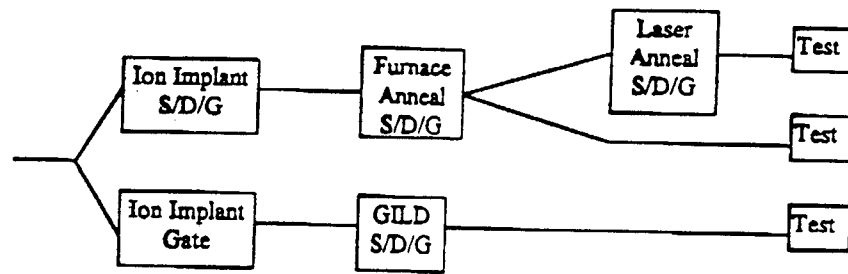 Ion Implant
S/D/G
Furnace
Anneal
S/D/G
Laser
Anneal
S/D/G
Test
Test
Ion Implant
Gate
GILD
S/D/G
Test